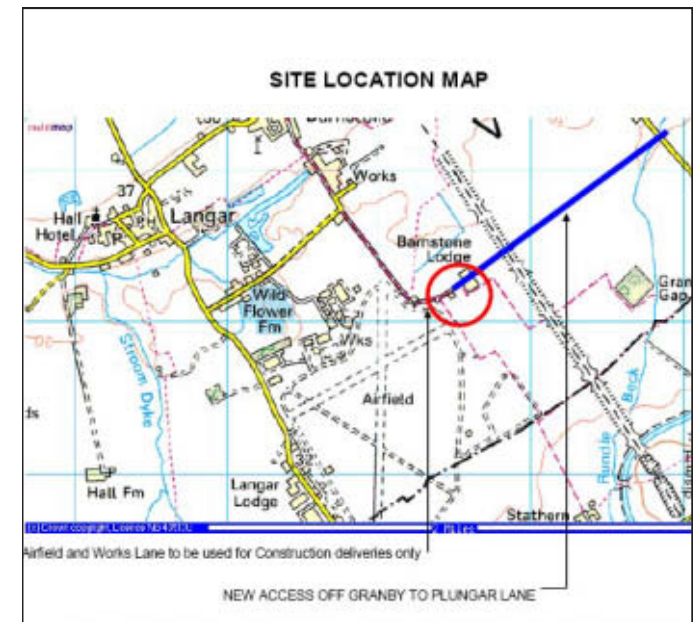 SITE LOCATION MAP
Works
37
Hall
Hotel
Langar
Barnstone
Lodge
Gran
Gap
Wild
Flower
Fm
Wks
Stroom Dyke
Airfield
Rundle Beck
Hall Fm
Langar
Lodge
Stathern
Airfield and Works Lane to be used for Construction deliveries only
NEW ACCESS OFF GRANBY TO PLUNGAR LANE